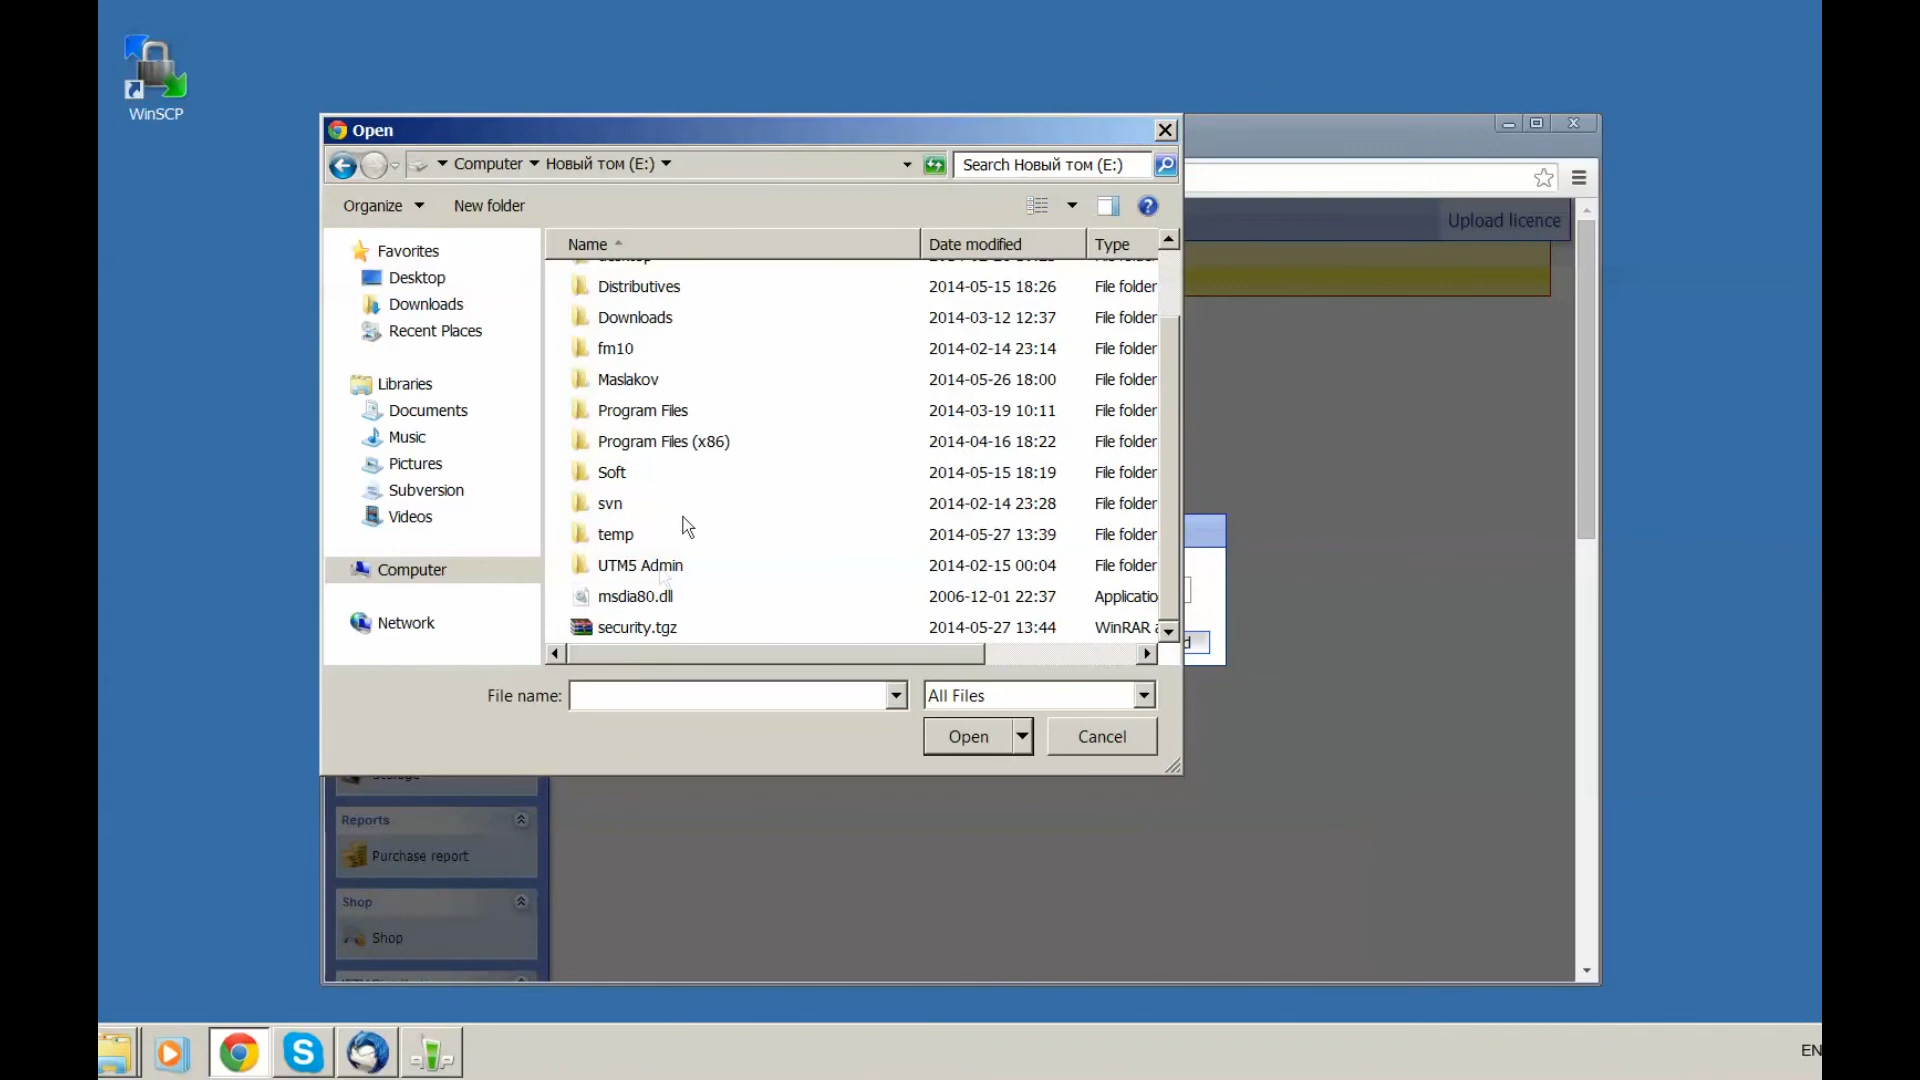 WinSCP
Open
Computer Новый том (E:)
Search Новый том (E:)
Organize New folder
Upload licence
Favorites
Desktop
Downloads
Recent Places
Libraries
Documents
Music
Pictures
Subversion
Videos
Computer
Network
Name Date modified Type
Distributives 2014-05-15 18:26 File folder
Downloads 2014-03-12 12:37 File folder
fm10 2014-02-14 23:14 File folder
Maslakov 2014-05-26 18:00 File folder
Program Files 2014-03-19 10:11 File folder
Program Files (x86) 2014-04-16 18:22 File folder
Soft 2014-05-15 18:19 File folder
svn 2014-02-14 23:28 File folder
temp 2014-05-27 13:39 File folder
UTM5 Admin 2014-02-15 00:04 File folder
msdia80.dll 2006-12-01 22:37 Applicatio
security.tgz 2014-05-27 13:44 WinRAR a
d
File name:
All Files
Open Cancel
Reports
Purchase report
Shop
Shop
EN